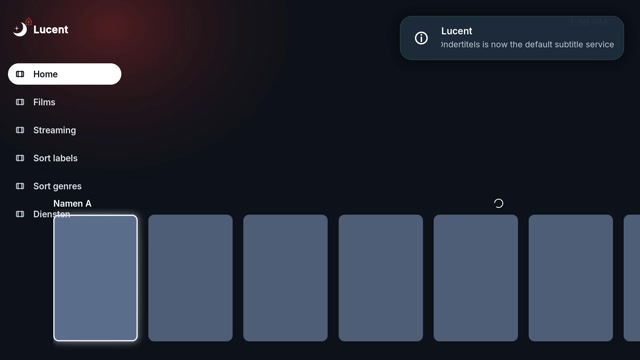 Lucent
Lucent
Ondertitels is now the default subtitle service
Home
Films
Streaming
Sort labels
Sort genres
Namen A
Diensten